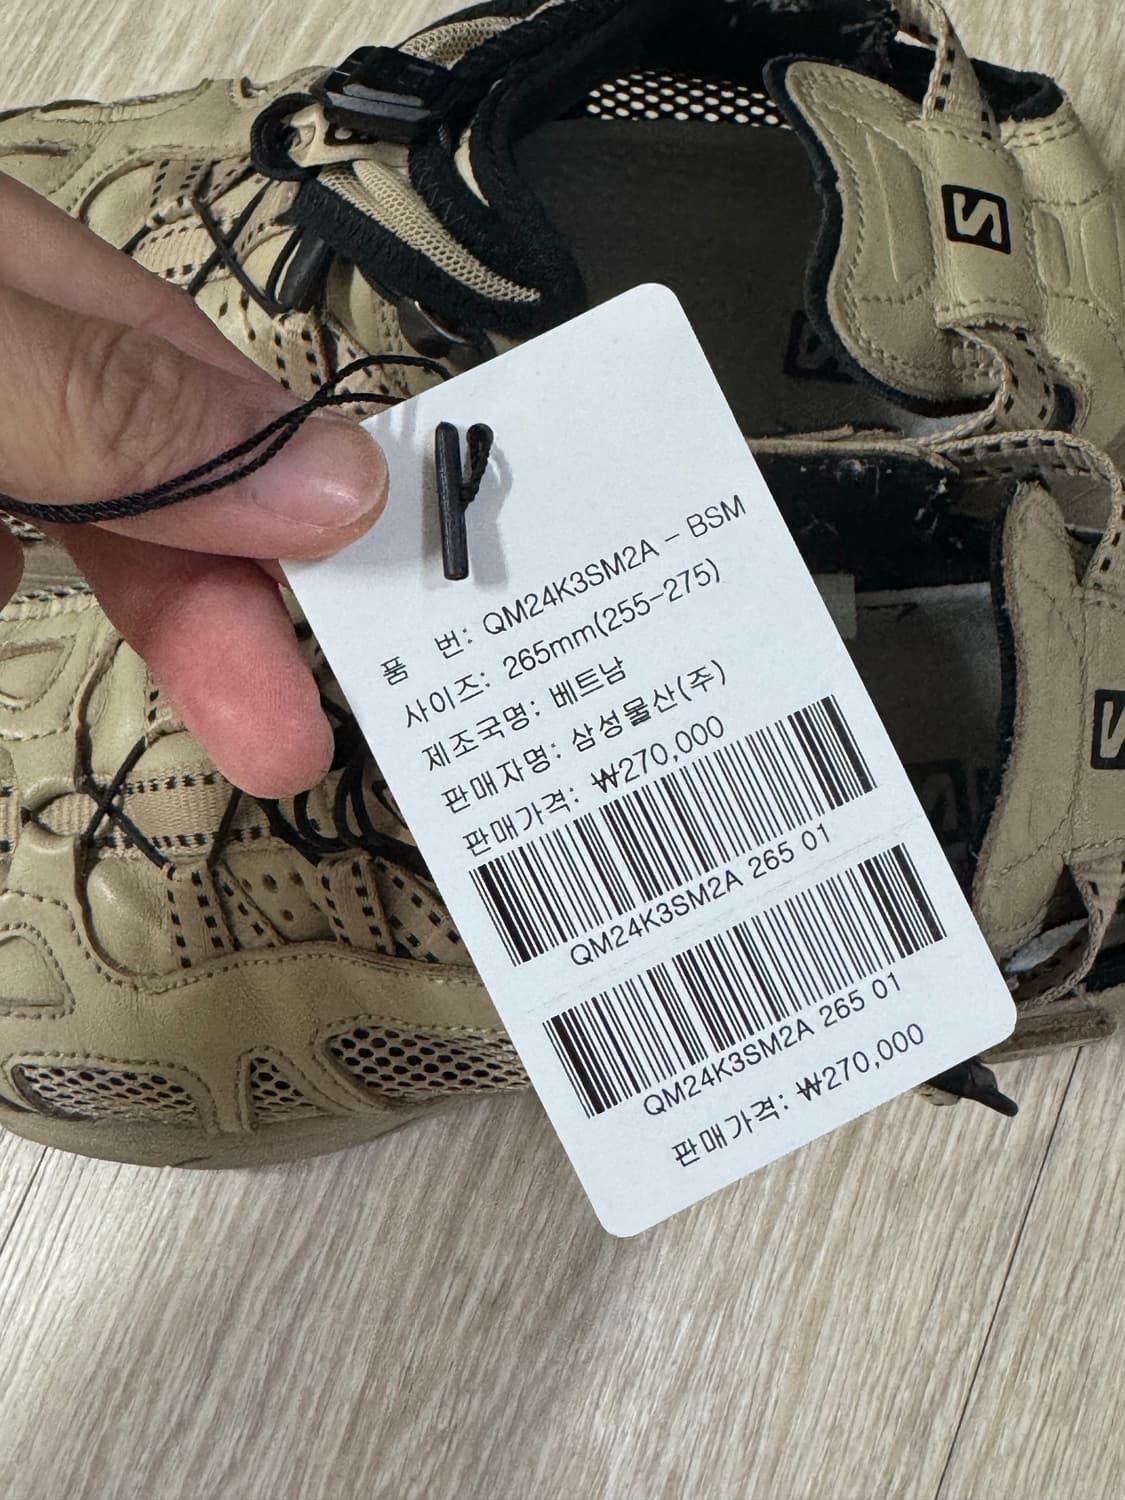 품 번: QM24K3SM2A - BSM
사이즈: 265mm(255-275)
제조국명: 베트남
판매자명: 삼성물산(주)
판매가격: ₩270,000
QM24K3SM2A 265 01
QM24K3SM2A 265 01
판매가격: ₩270,000